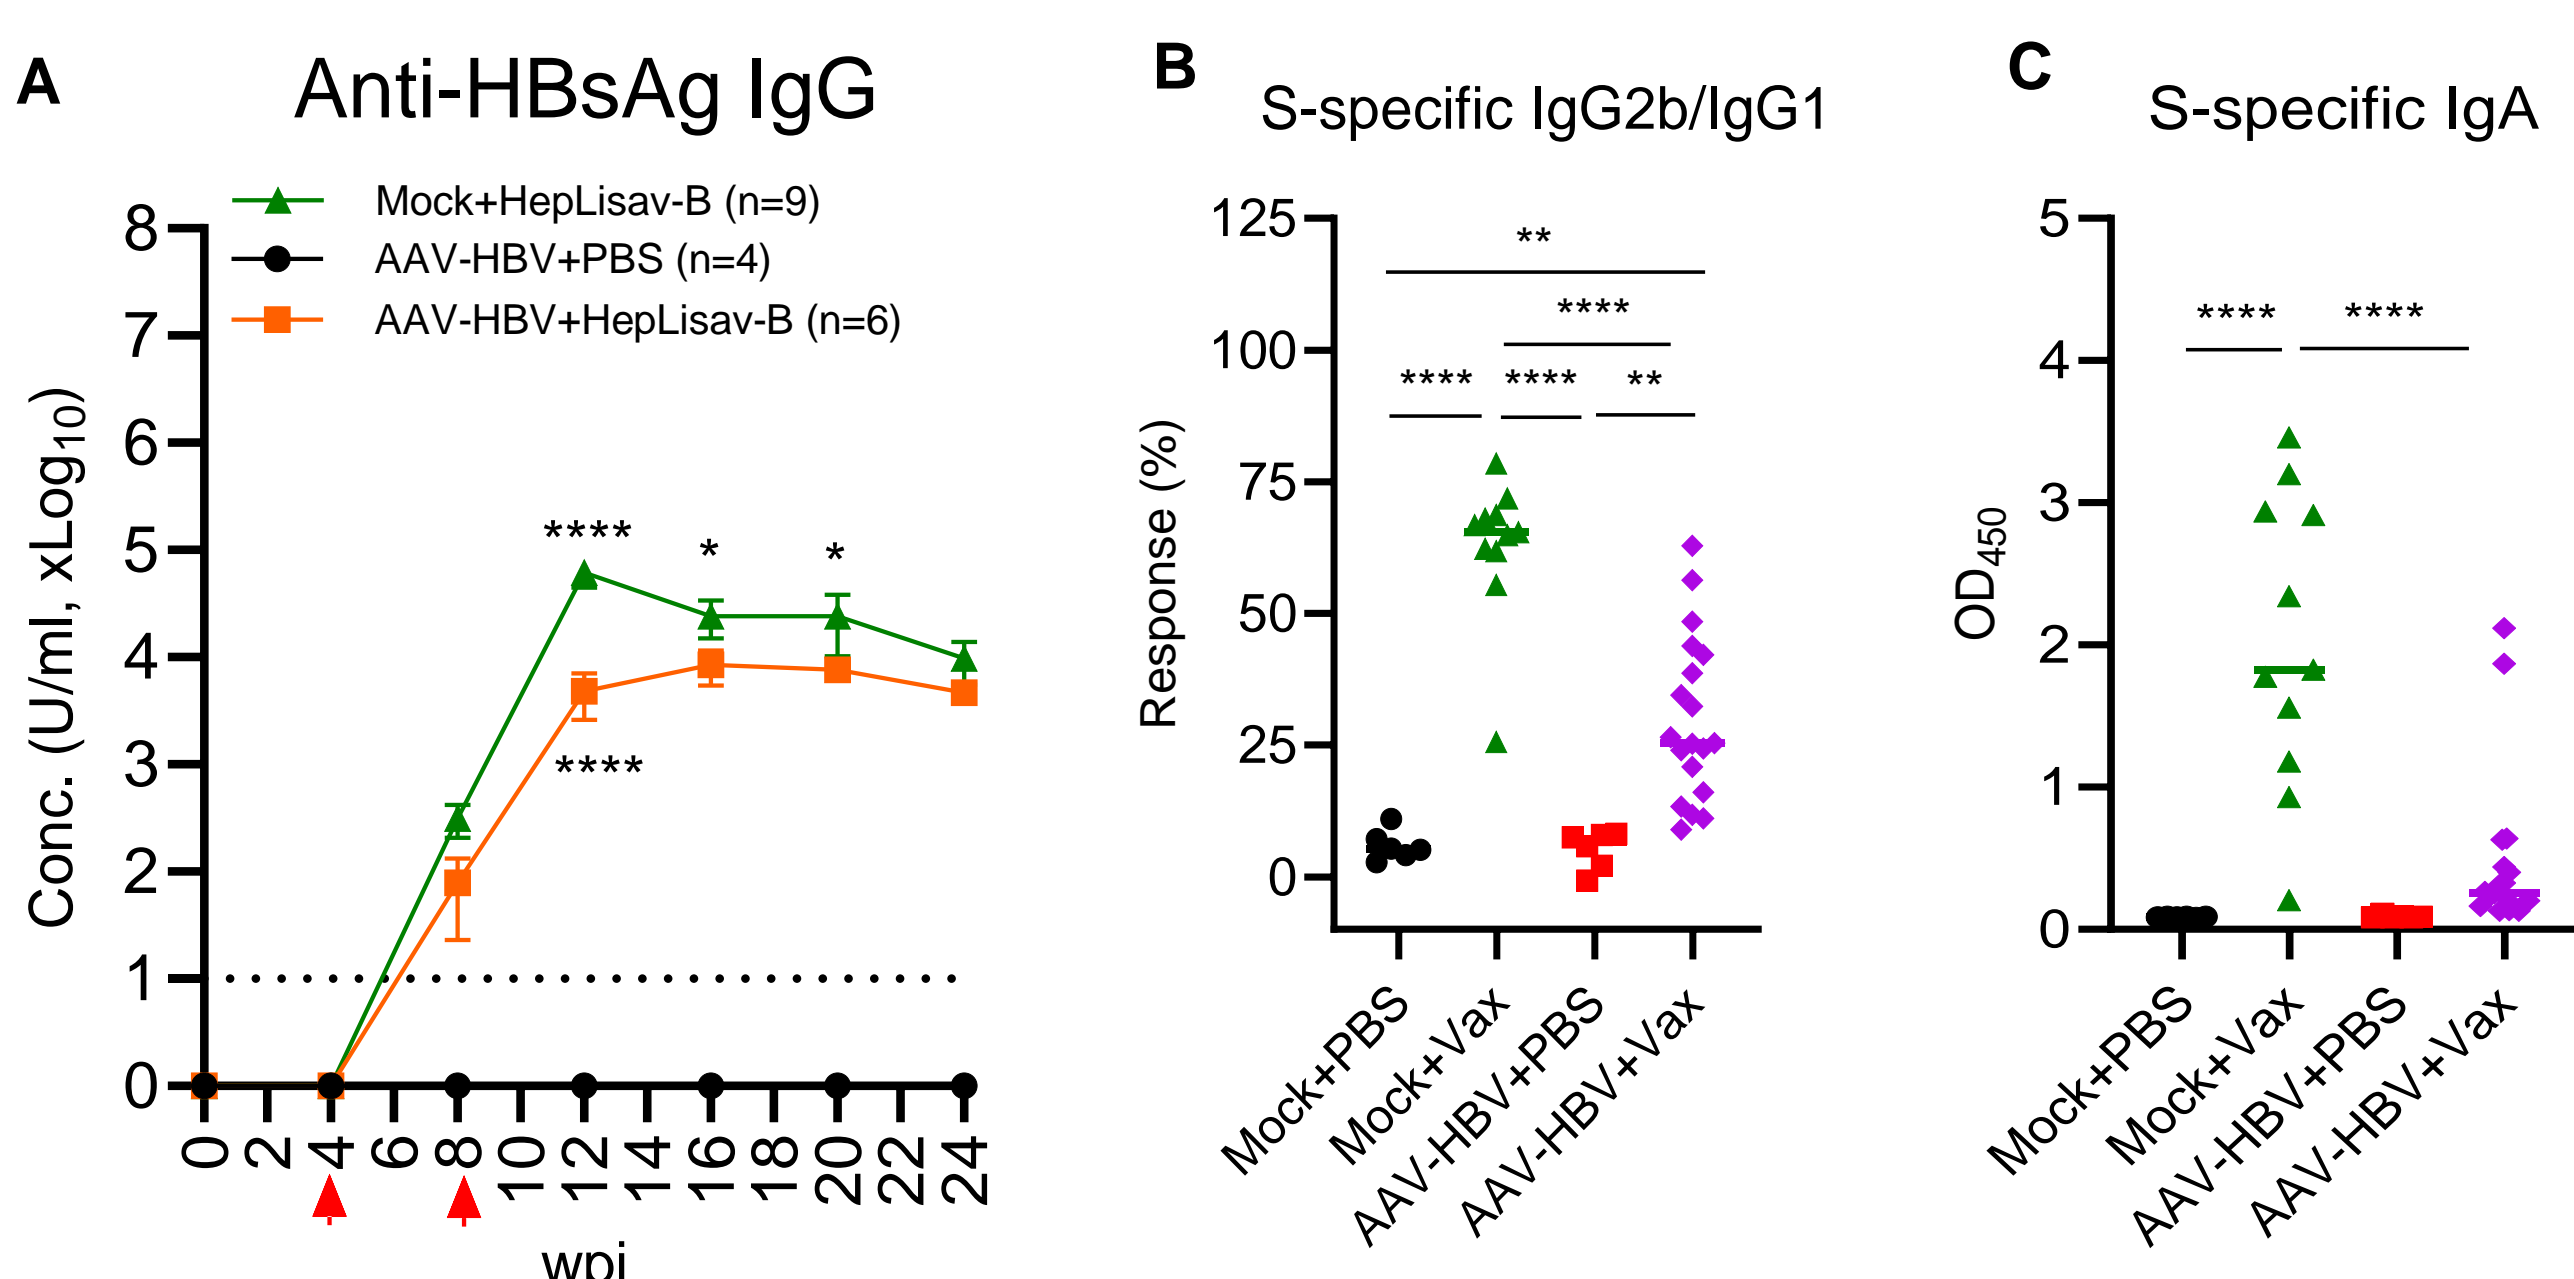 A
Anti-HBsAg IgG
Mock+HepLisav-B (n=9)
AAV-HBV+PBS (n=4)
AAV-HBV+HepLisav-B (n=6)
Conc. (U/ml, xLog10)
8
7
6
5
4
3
2
1
0
****
*
*
****
0 2 4 6 8 10 12 14 16 18 20 22 24
wpi
B
S-specific IgG2b/IgG1
Response (%)
125
100
75
50
25
0
**
****
**** **** **
Mock+PBS
Mock+Vax
AAV-HBV+PBS
AAV-HBV+Vax
C
S-specific IgA
OD450
5
4
3
2
1
0
**** ****
Mock+PBS
Mock+Vax
AAV-HBV+PBS
AAV-HBV+Vax